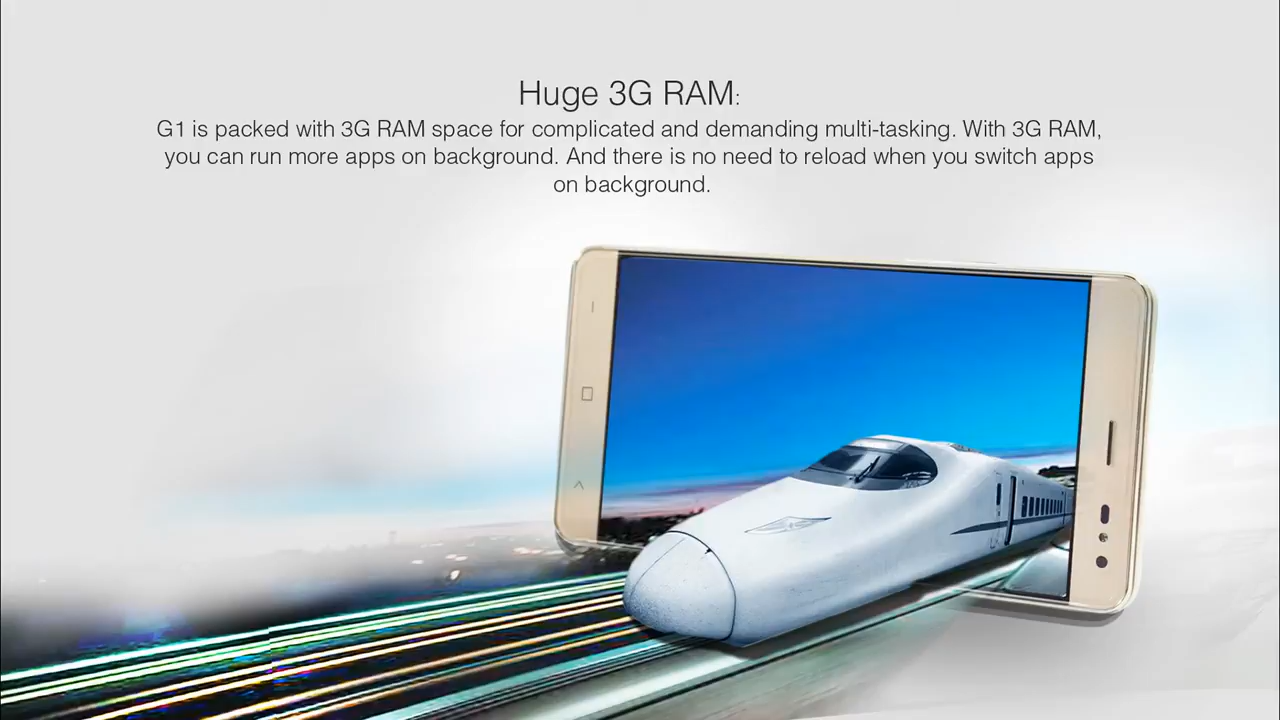 Huge 3G RAM:
G1 is packed with 3G RAM space for complicated and demanding multi-tasking. With 3G RAM,
you can run more apps on background. And there is no need to reload when you switch apps
on background.